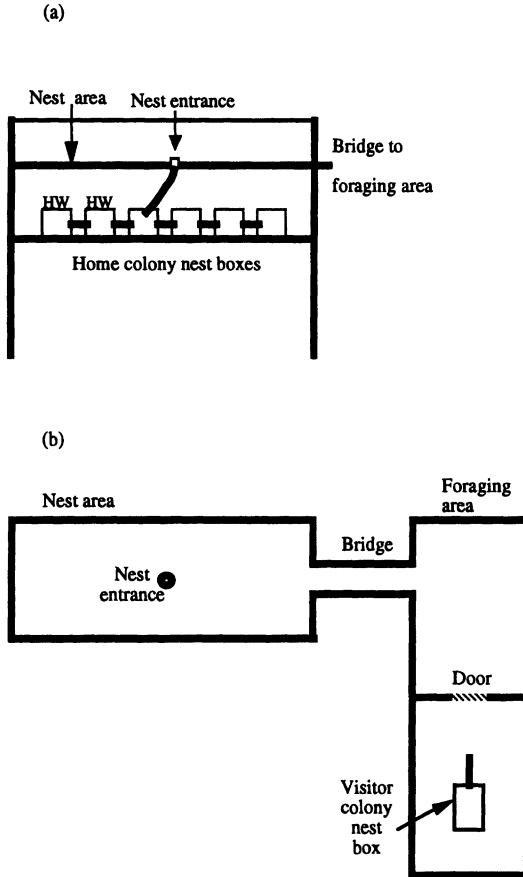 (a)
Nest area
Nest entrance
Bridge to
foraging area
HW HW
Home colony nest boxes
(b)
Nest area
Foraging
area
Bridge
Nest
entrance
Door
Visitor
colony
nest
box